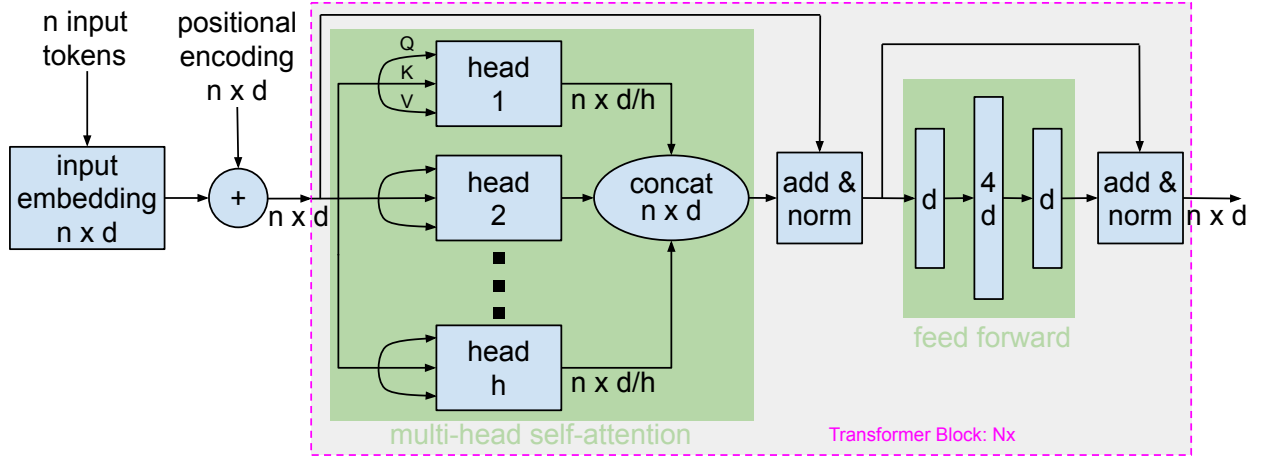 n input
tokens
positional
encoding
n x d
input
embedding
n x d
+
n x d
Q
K
V
head
1
n x d/h
head
2
head
h
n x d/h
concat
n x d
multi-head self-attention
add &
norm
d
4
d
d
feed forward
add &
norm
n x d
Transformer Block: Nx